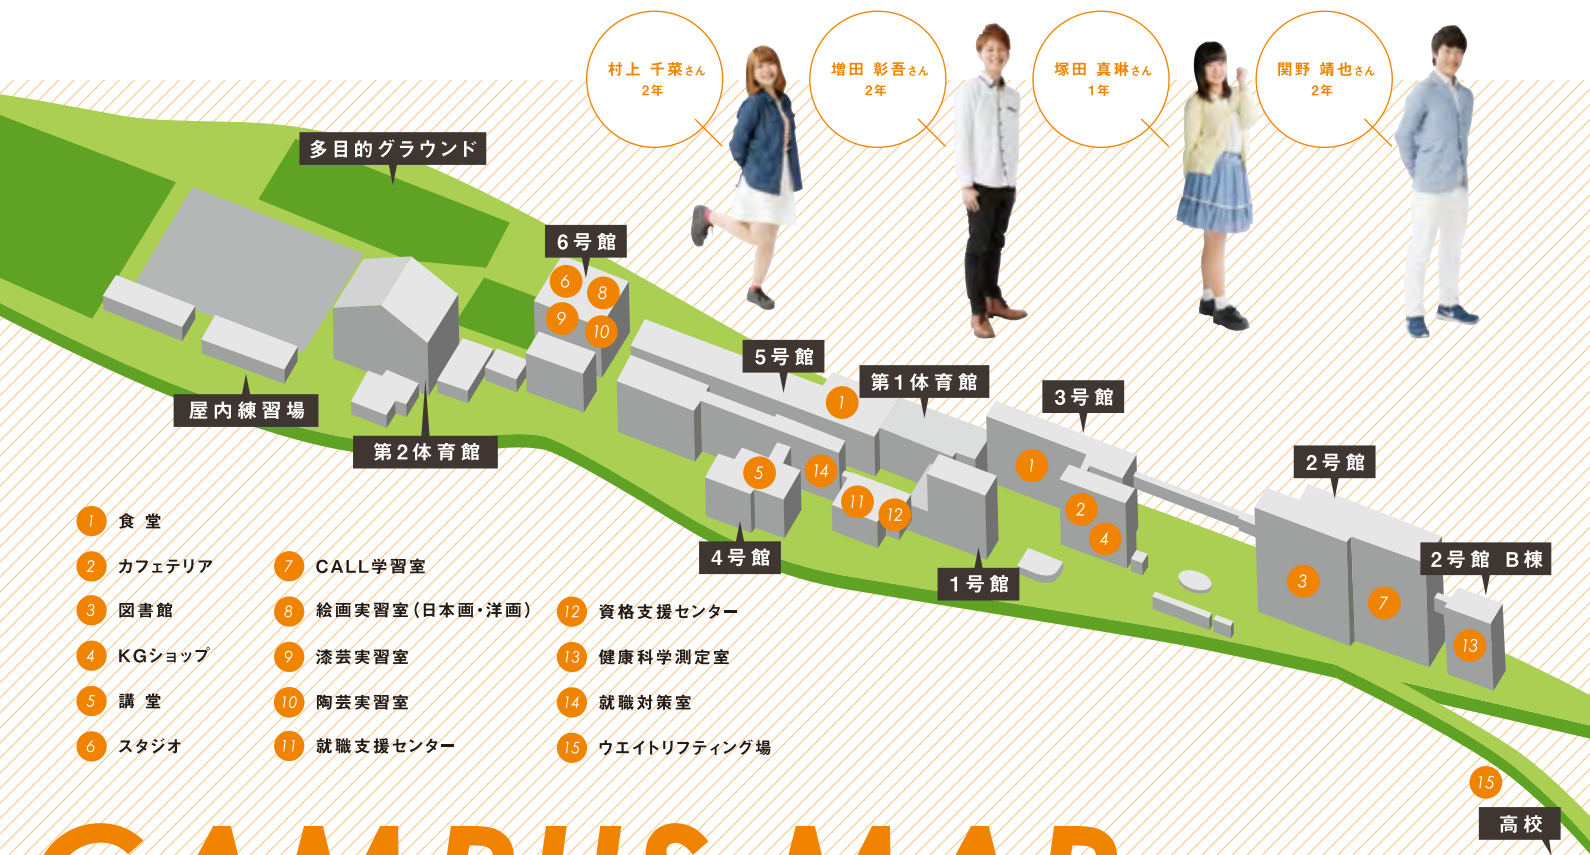 村上 千菜さん
2年
増田 彰吾さん
2年
塚田 真琳さん
1年
関野 靖也さん
2年
多目的グラウンド
6号館
6
8
9
10
5号館
1
第1体育館
3号館
1
屋内練習場
第2体育館
5
14
11
12
2
4
2号館
3
7
2号館 B棟
13
4号館
1号館
1 食堂
2 カフェテリア
3 図書館
4 KGショップ
5 講堂
6 スタジオ
7 CALL学習室
8 絵画実習室(日本画・洋画)
9 漆芸実習室
10 陶芸実習室
11 就職支援センター
12 資格支援センター
13 健康科学測定室
14 就職対策室
15 ウエイトリフティング場
15
高校
CAMPUS MAP